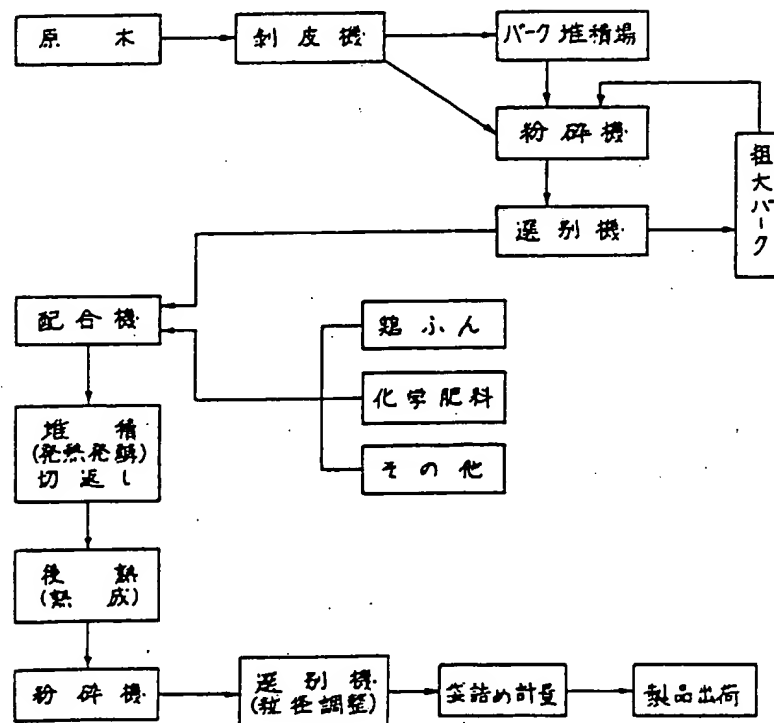 原木
剥皮機
バーク堆積場
粉砕機
粗大バーク
選別機
配合機
鶏ふん
化学肥料
その他
堆積
(発熱発酵)
切返し
後熟
(熟成)
粉砕機
選別機
(粒径調整)
袋詰め計量
製品出荷